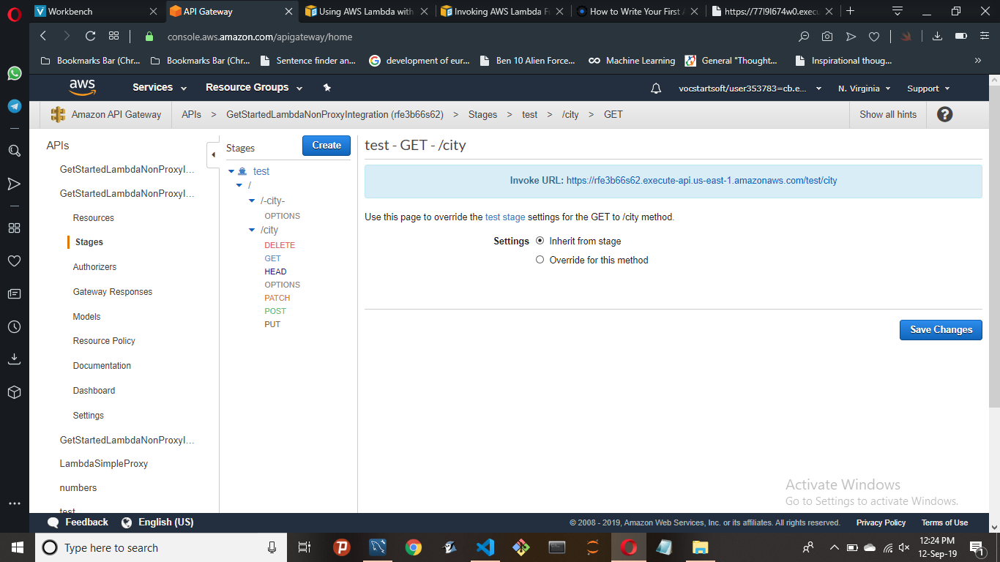 Workbench
API Gateway
Using AWS Lambda with
Invoking AWS Lambda Fu
How to Write Your First A
https://77l9l674w0.execu
console.aws.amazon.com/apigateway/home
Bookmarks Bar (Chr...
Bookmarks Bar (Chr...
Sentence finder an...
development of eur...
Ben 10 Alien Force...
Machine Learning
General "Thought...
Inspirational thoug...
aws
Services
Resource Groups
vocstartsoft/user353783=cb.e...
N. Virginia
Support
Amazon API Gateway
APIs > GetStartedLambdaNonProxyIntegration (rfe3b66s62) > Stages > test > /city > GET
Show all hints
APIs
GetStartedLambdaNonProxyI...
GetStartedLambdaNonProxyI...
Resources
Stages
Authorizers
Gateway Responses
Models
Resource Policy
Documentation
Dashboard
Settings
GetStartedLambdaNonProxyI...
LambdaSimpleProxy
numbers
test
Stages
Create
test
/
/-city-
OPTIONS
/city
DELETE
GET
HEAD
OPTIONS
PATCH
POST
PUT
test - GET - /city
Invoke URL: https://rfe3b66s62.execute-api.us-east-1.amazonaws.com/test/city
Use this page to override the test stage settings for the GET to /city method.
Settings
Inherit from stage
Override for this method
Save Changes
Activate Windows
Go to Settings to activate Windows.
Feedback
English (US)
© 2008 - 2019, Amazon Web Services, Inc. or its affiliates. All rights reserved.
Privacy Policy
Terms of Use
Type here to search
12:24 PM
12-Sep-19
1